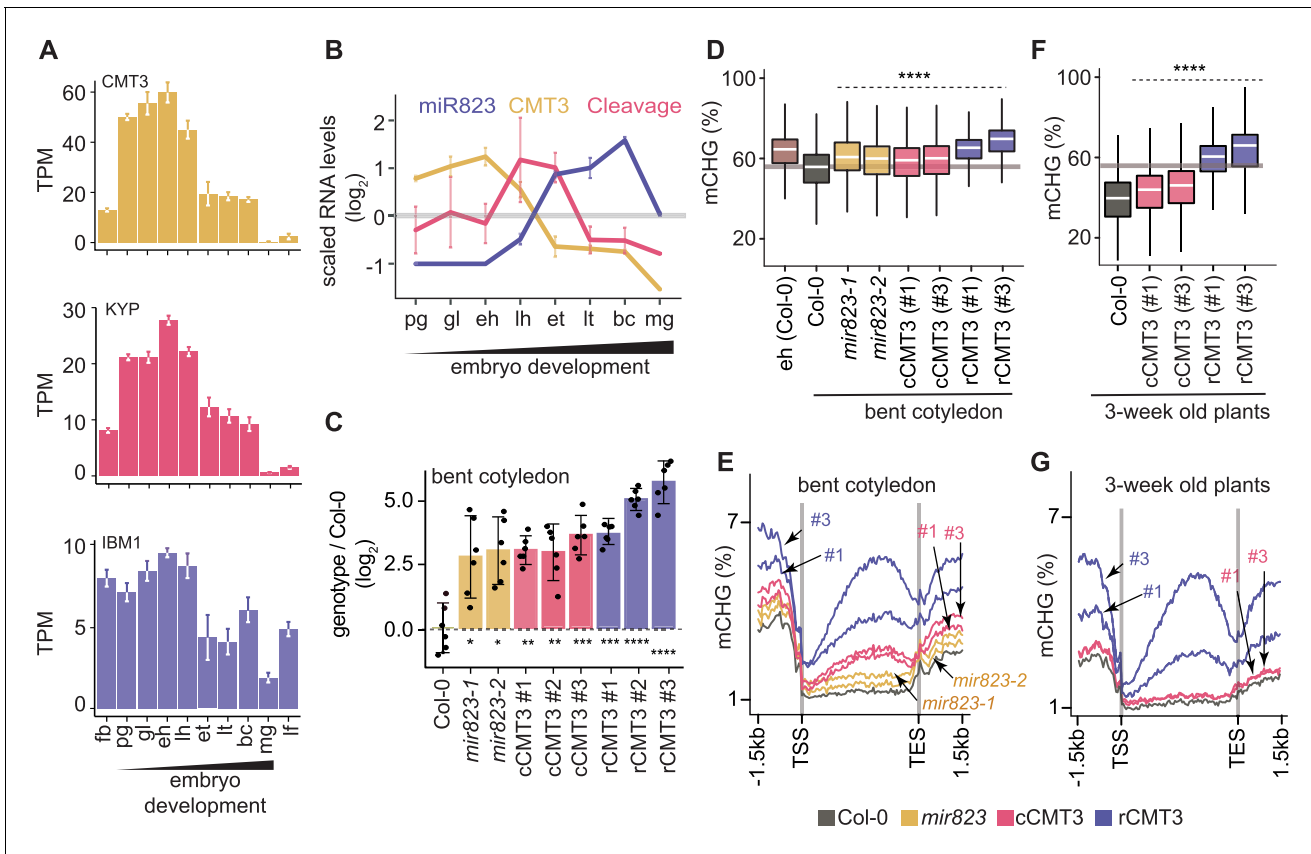 A
CMT3
TPM
60
40
20
0
KYP
TPM
30
20
10
0
IBM1
TPM
10
5
0
fb
pg
gl
eh
lh
et
lt
bc
mg
lf
embryo
development
B
miR823 CMT3 Cleavage
scaled RNA levels
(log2)
2
1
0
-1
pg gl eh lh et lt bc mg
embryo development
C
bent cotyledon
genotype / Col-0
(log2)
5.0
2.5
0.0
* * ** ** *** *** **** ****
Col-0
mir823-1
mir823-2
cCMT3 #1
cCMT3 #2
cCMT3 #3
rCMT3 #1
rCMT3 #2
rCMT3 #3
D
****
mCHG (%)
100
60
20
eh (Col-0)
Col-0
mir823-1
mir823-2
cCMT3 (#1)
cCMT3 (#3)
rCMT3 (#1)
rCMT3 (#3)
bent cotyledon
F
****
mCHG (%)
100
60
20
Col-0
cCMT3 (#1)
cCMT3 (#3)
rCMT3 (#1)
rCMT3 (#3)
3-week old plants
E
bent cotyledon
mCHG (%)
7
1
#3
#1
#1
#3
mir823-2
mir823-1
-1.5kb
TSS
TES
1.5kb
G
3-week old plants
mCHG (%)
7
1
#3
#1
#1
#3
-1.5kb
TSS
TES
1.5kb
Col-0 mir823 cCMT3 rCMT3